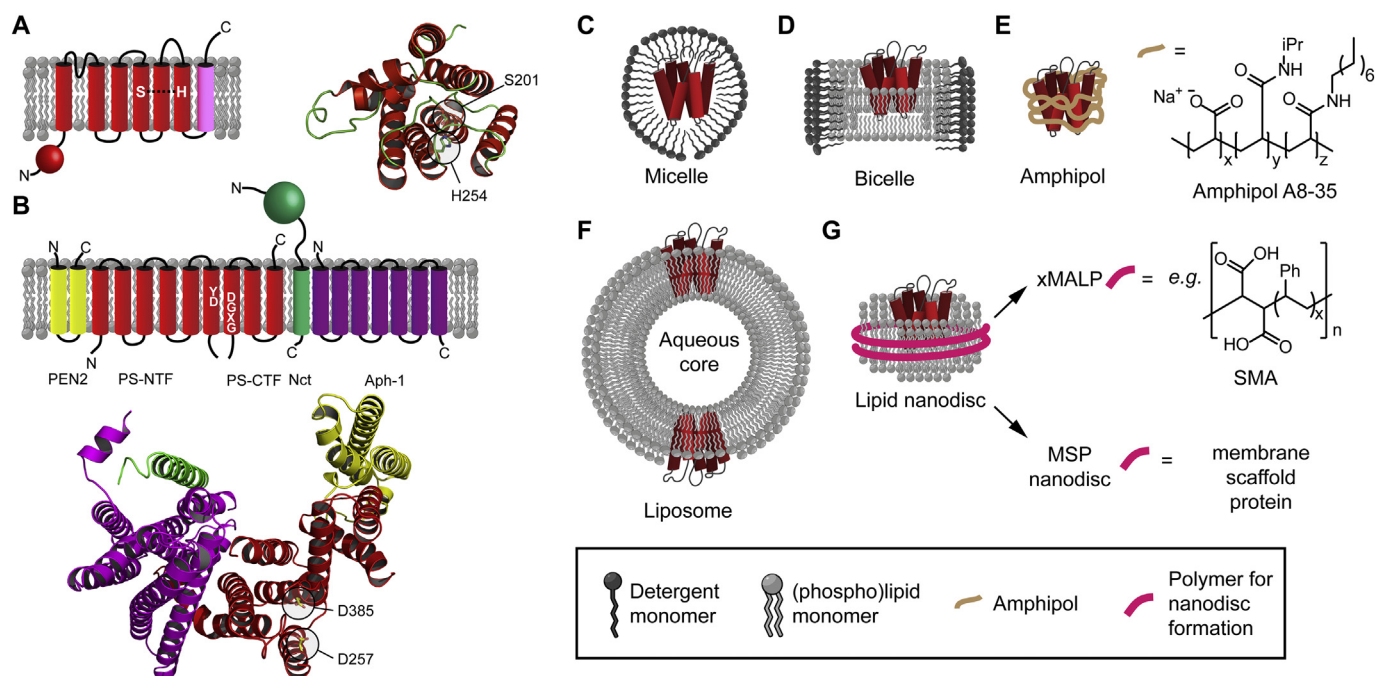 A
C
S H
N
S201
H254
B
N
N
C
C
N
Y
D
D
G
X
G
N
C
C
PEN2
PS-NTF
PS-CTF
Nct
Aph-1
D385
D257
C
Micelle
D
Bicelle
E
Amphipol
=
iPr
NH
O
O
6
NH
Na + −
O
O
x
y
z
Amphipol A8-35
F
Aqueous
core
Liposome
G
Lipid nanodisc
xMALP = e.g.
O
OH
Ph
x
OH
O
n
SMA
MSP
nanodisc
=
membrane
scaffold
protein
Detergent
monomer
(phospho)lipid
monomer
Amphipol
Polymer for
nanodisc
formation